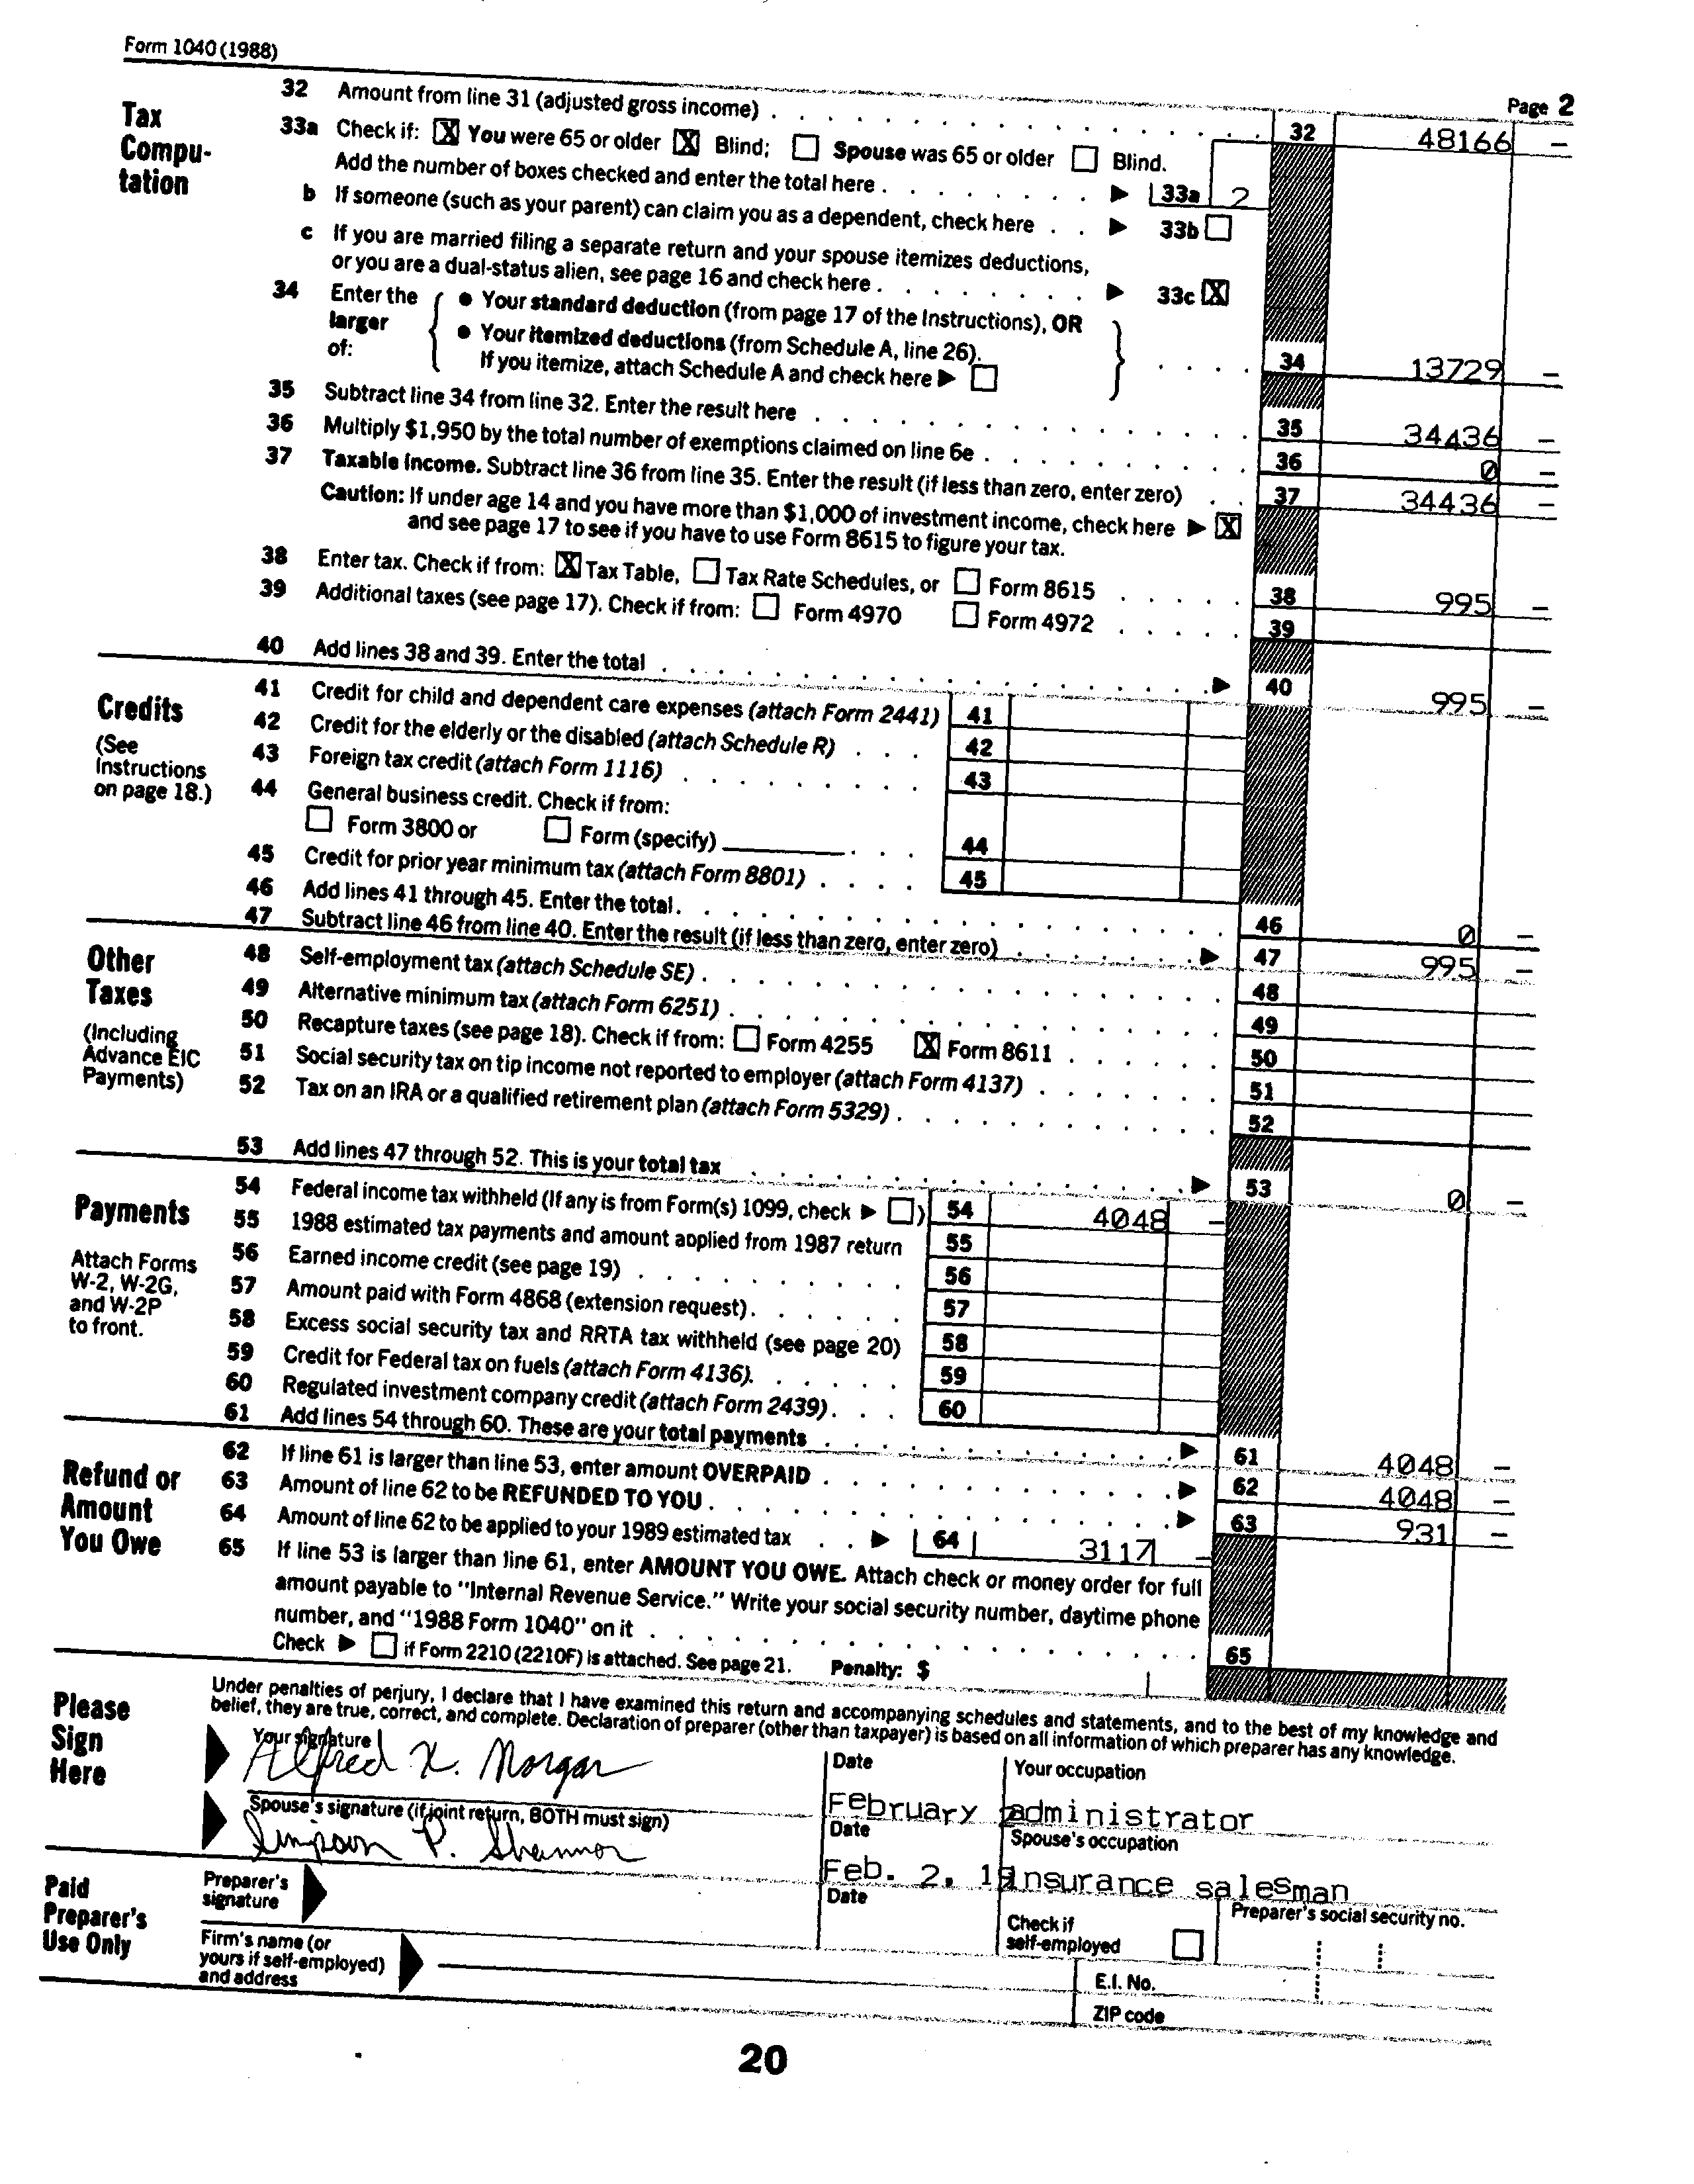 Form 1040 (1988)
Page 2
Tax Compu-tation
32 Amount from line 31 (adjusted gross income) . . . . 32 48166 –
33a Check if: [X] You were 65 or older [X] Blind; [ ] Spouse was 65 or older [ ] Blind.
Add the number of boxes checked and enter the total here . . . . ▶ 33a 2
b If someone (such as your parent) can claim you as a dependent, check here . . ▶ 33b [ ]
c If you are married filing a separate return and your spouse itemizes deductions,
or you are a dual-status alien, see page 16 and check here . . . . ▶ 33c [X]
34 Enter the larger of: { ● Your standard deduction (from page 17 of the Instructions), OR
● Your itemized deductions (from Schedule A, line 26).
If you itemize, attach Schedule A and check here ▶ [ ] } . . . . 34 13729 –
35 Subtract line 34 from line 32. Enter the result here . . . . 35 34436 –
36 Multiply $1,950 by the total number of exemptions claimed on line 6e . . . . 36 0 –
37 Taxable income. Subtract line 36 from line 35. Enter the result (if less than zero, enter zero) . . 37 34436 –
Caution: If under age 14 and you have more than $1,000 of investment income, check here ▶ [X]
and see page 17 to see if you have to use Form 8615 to figure your tax.
38 Enter tax. Check if from: [X] Tax Table, [ ] Tax Rate Schedules, or [ ] Form 8615 . . . . 38 995 –
39 Additional taxes (see page 17). Check if from: [ ] Form 4970 [ ] Form 4972 . . . . 39
40 Add lines 38 and 39. Enter the total . . . . ▶ 40 995 –
Credits
(See Instructions on page 18.)
41 Credit for child and dependent care expenses (attach Form 2441) 41
42 Credit for the elderly or the disabled (attach Schedule R) . . . 42
43 Foreign tax credit (attach Form 1116) . . . . 43
44 General business credit. Check if from:
[ ] Form 3800 or [ ] Form (specify) ________ . . . 44
45 Credit for prior year minimum tax (attach Form 8801) . . . . 45
46 Add lines 41 through 45. Enter the total . . . . 46 0 –
47 Subtract line 46 from line 40. Enter the result (if less than zero, enter zero) . . . . ▶ 47 995 –
Other Taxes
(Including Advance EIC Payments)
48 Self-employment tax (attach Schedule SE) . . . . 48
49 Alternative minimum tax (attach Form 6251) . . . . 49
50 Recapture taxes (see page 18). Check if from: [ ] Form 4255 [X] Form 8611 . . . . 50
51 Social security tax on tip income not reported to employer (attach Form 4137) . . . . 51
52 Tax on an IRA or a qualified retirement plan (attach Form 5329) . . . . 52
53 Add lines 47 through 52. This is your total tax . . . . ▶ 53 0 –
Payments
Attach Forms W-2, W-2G, and W-2P to front.
54 Federal income tax withheld (If any is from Form(s) 1099, check ▶ [ ]) 54 4048 –
55 1988 estimated tax payments and amount applied from 1987 return 55
56 Earned income credit (see page 19) . . . . 56
57 Amount paid with Form 4868 (extension request) . . . . 57
58 Excess social security tax and RRTA tax withheld (see page 20) 58
59 Credit for Federal tax on fuels (attach Form 4136). . . . 59
60 Regulated investment company credit (attach Form 2439) . . . 60
61 Add lines 54 through 60. These are your total payments . . . . ▶ 61 4048 –
Refund or Amount You Owe
62 If line 61 is larger than line 53, enter amount OVERPAID . . . . ▶ 62 4048 –
63 Amount of line 62 to be REFUNDED TO YOU . . . . ▶ 63 931 –
64 Amount of line 62 to be applied to your 1989 estimated tax . . ▶ 64 3117 –
65 If line 53 is larger than line 61, enter AMOUNT YOU OWE. Attach check or money order for full
amount payable to "Internal Revenue Service." Write your social security number, daytime phone
number, and "1988 Form 1040" on it . . . . 65
Check ▶ [ ] if Form 2210 (2210F) is attached. See page 21. Penalty: $
Please Sign Here
Under penalties of perjury, I declare that I have examined this return and accompanying schedules and statements, and to the best of my knowledge and
belief, they are true, correct, and complete. Declaration of preparer (other than taxpayer) is based on all information of which preparer has any knowledge.
Your signature Date Your occupation
Alfred X. Morgan February administrator
Spouse's signature (if joint return, BOTH must sign) Date Spouse's occupation
Simpson P. Shannon Feb. 2, 19 insurance salesman
Paid Preparer's Use Only
Preparer's signature Date Check if self-employed [ ] Preparer's social security no.
Firm's name (or yours if self-employed) and address
E.I. No.
ZIP code
20